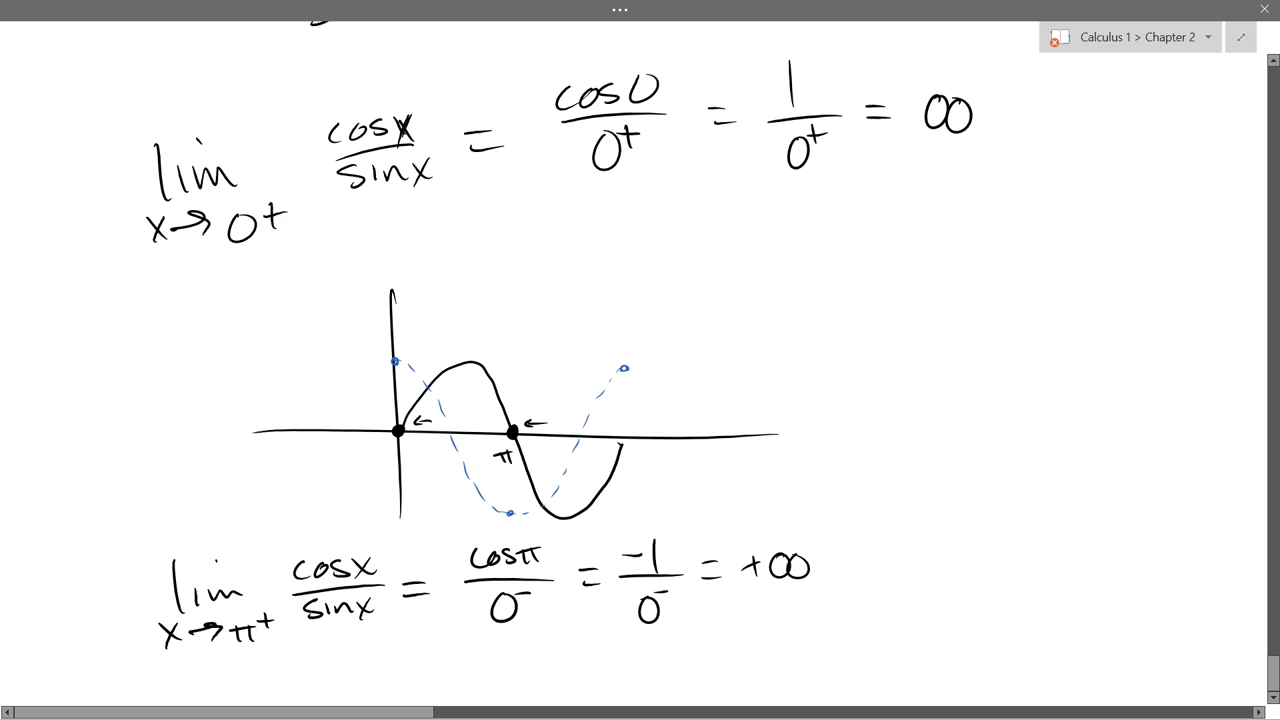 Calculus 1 > Chapter 2
lim x→0⁺ cosx/sinx = cos0/0⁺ = 1/0⁺ = ∞
← ←
π
lim x→π⁺ cosx/sinx = cosπ/0⁻ = -1/0⁻ = +∞